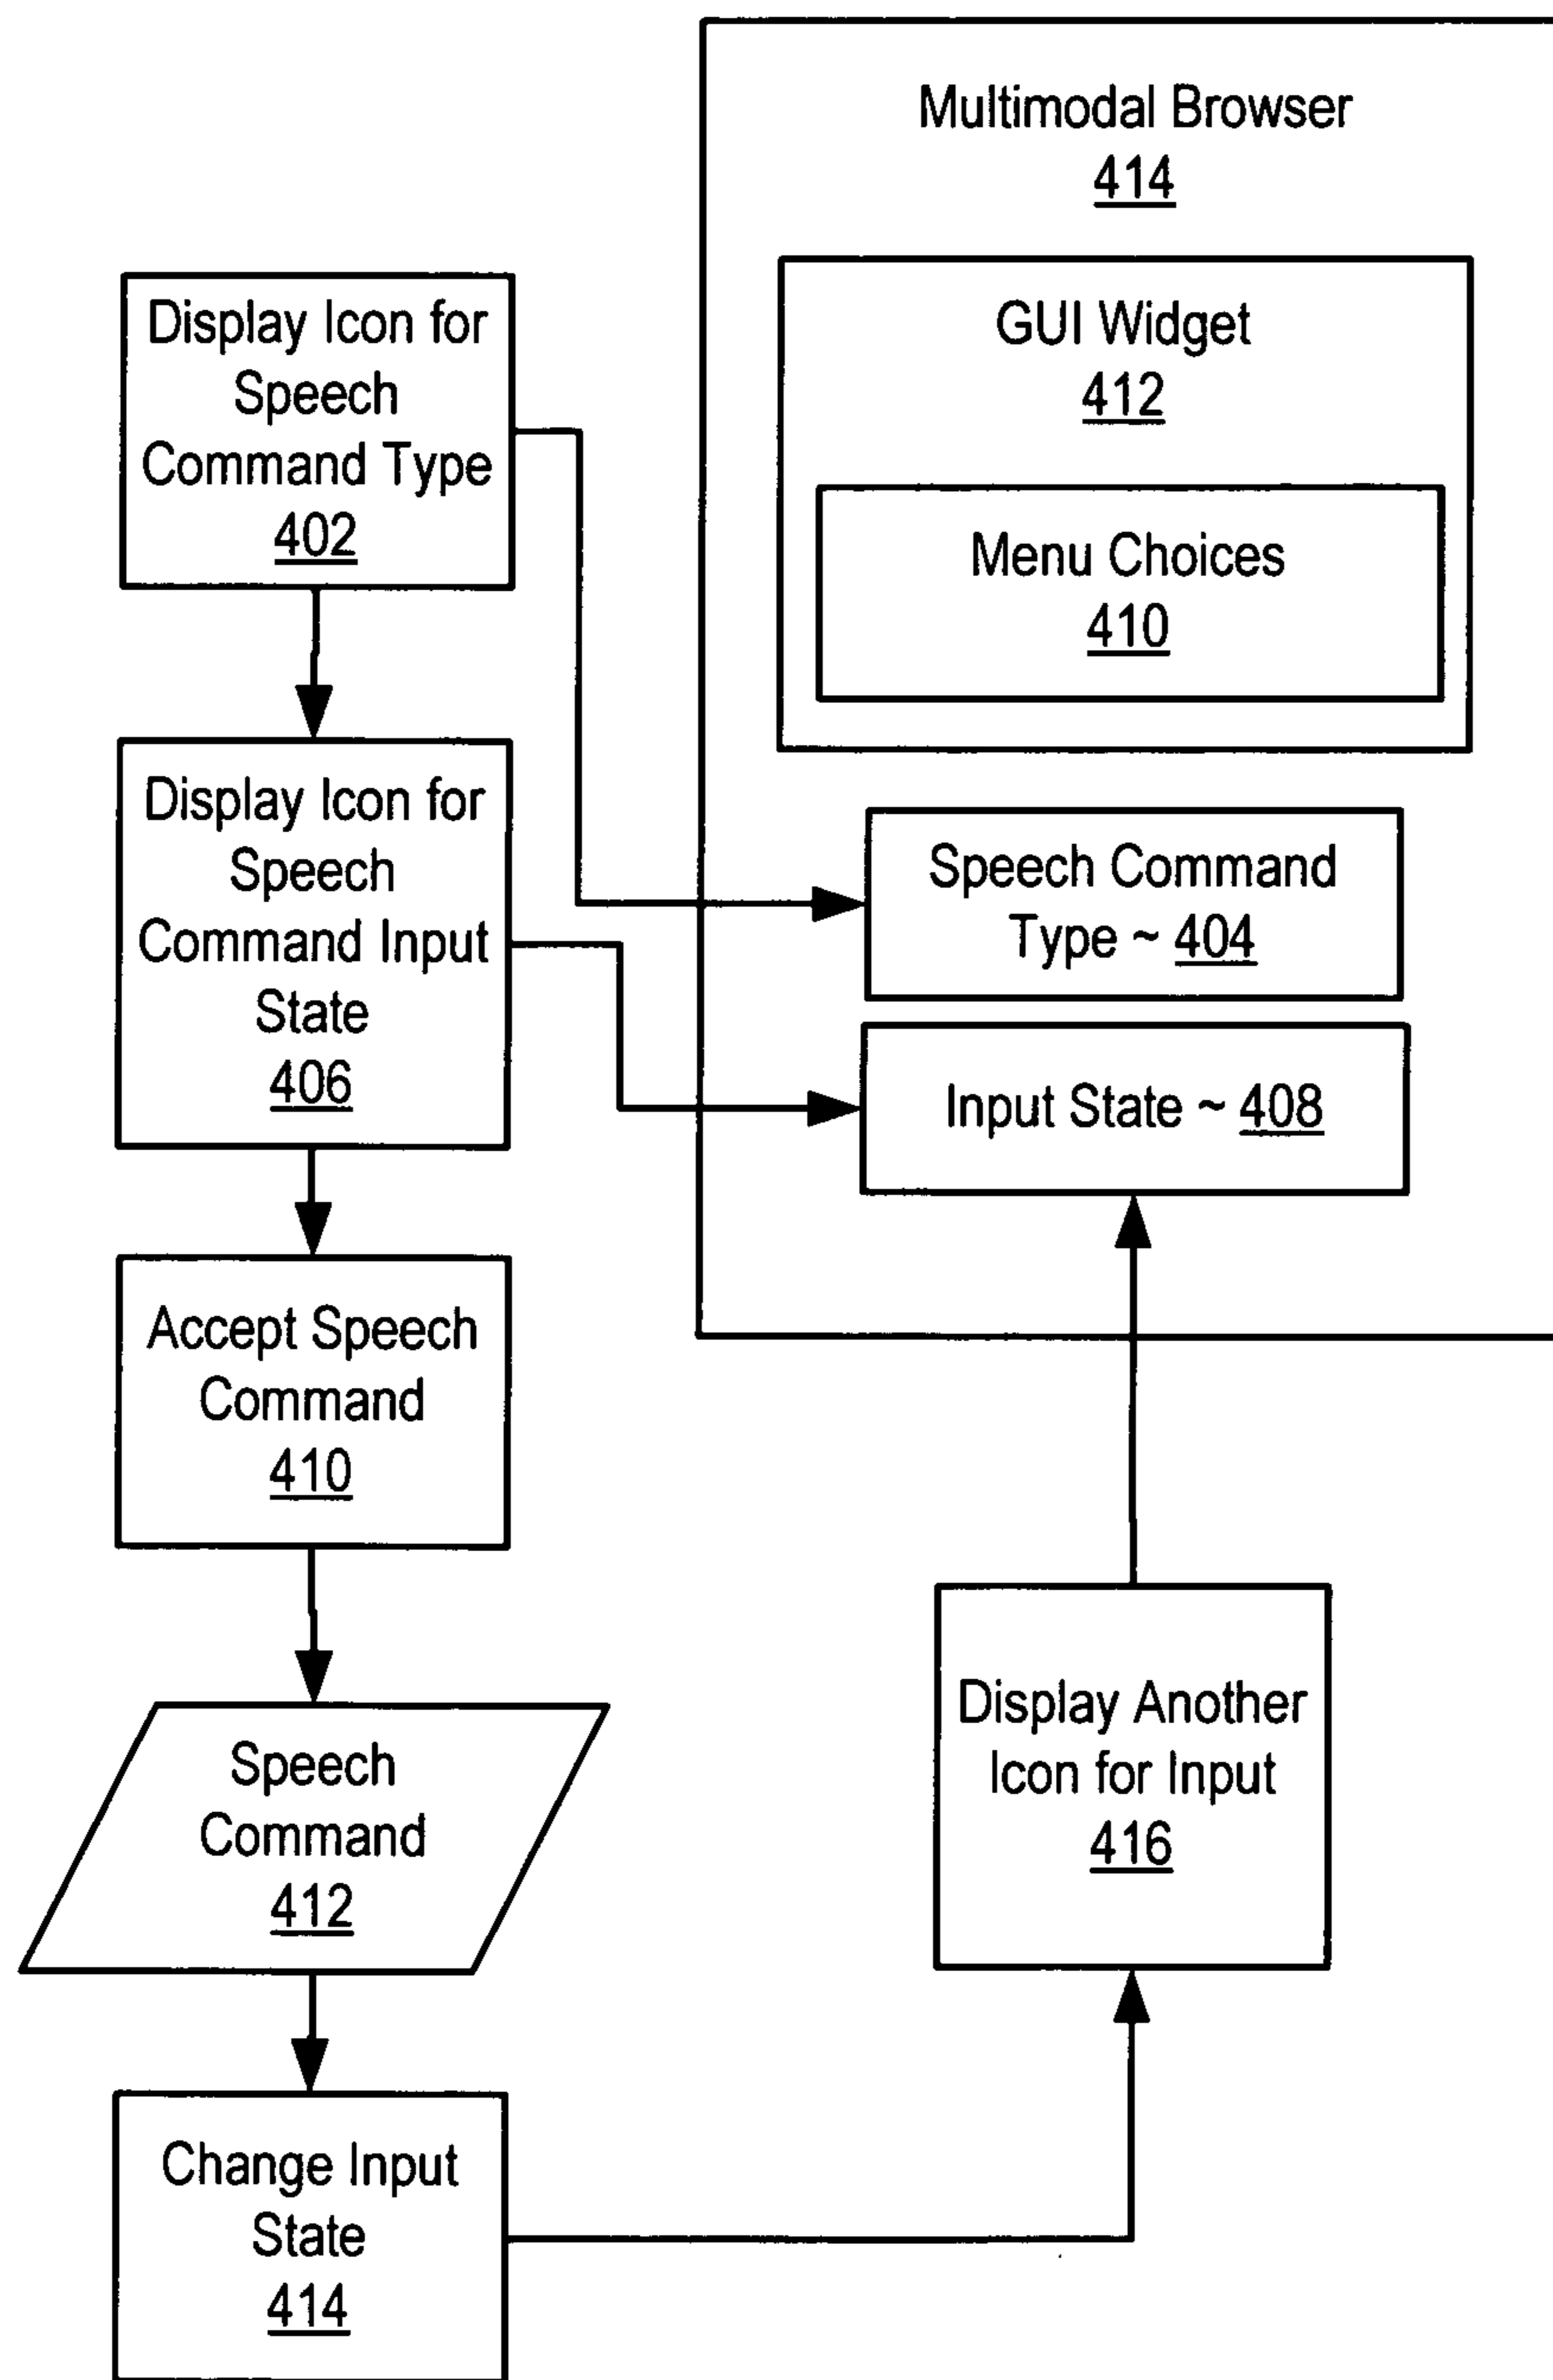 Multimodal Browser
414
GUI Widget
412
Menu Choices
410
Speech Command
Type ~ 404
Input State ~ 408
Display Icon for
Speech
Command Type
402
Display Icon for
Speech
Command Input
State
406
Accept Speech
Command
410
Speech
Command
412
Change Input
State
414
Display Another
Icon for Input
416